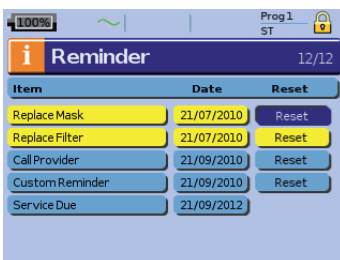 100% Prog 1
ST
i Reminder 12/12
Item Date Reset
Replace Mask 21/07/2010 Reset
Replace Filter 21/07/2010 Reset
Call Provider 21/09/2010 Reset
Custom Reminder 21/09/2010 Reset
Service Due 21/09/2012